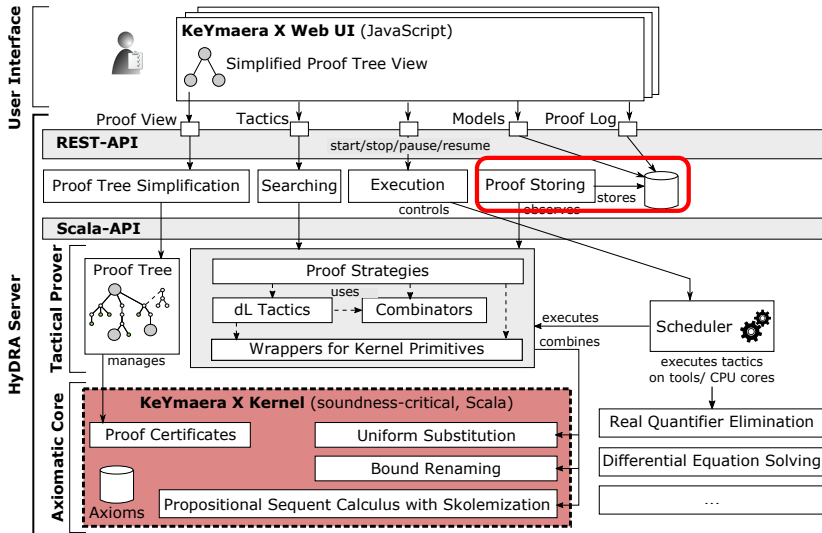 User Interface
KeYmaera X Web UI (JavaScript)
Simplified Proof Tree View
Proof View
Tactics
Models
Proof Log
REST-API
start/stop/pause/resume
Proof Tree Simplification
Searching
Execution
Proof Storing
stores
controls
observes
Scala-API
HyDRA Server
Tactical Prover
Proof Tree
manages
Proof Strategies
uses
dL Tactics
Combinators
Wrappers for Kernel Primitives
executes
combines
Scheduler
executes tactics
on tools/ CPU cores
Axiomatic Core
KeYmaera X Kernel (soundness-critical, Scala)
Proof Certificates
Uniform Substitution
Bound Renaming
Propositional Sequent Calculus with Skolemization
Axioms
Real Quantifier Elimination
Differential Equation Solving
...